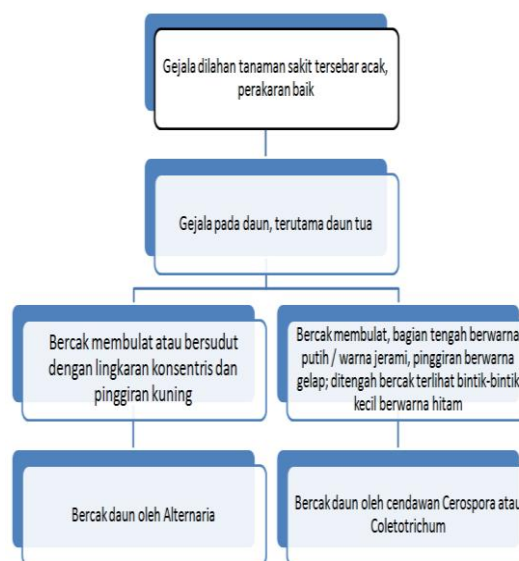 Gejala dilahan tanaman sakit tersebar acak,
perakaran baik
Gejala pada daun, terutama daun tua
Bercak membulat atau bersudut
dengan lingkaran konsentris dan
pinggiran kuning
Bercak membulat, bagian tengah berwarna
putih / warna jerami, pinggiran berwarna
gelap; ditengah bercak terlihat bintik-bintik
kecil berwarna hitam
Bercak daun oleh Alternaria
Bercak daun oleh cendawan Cerospora atau
Coletotrichum